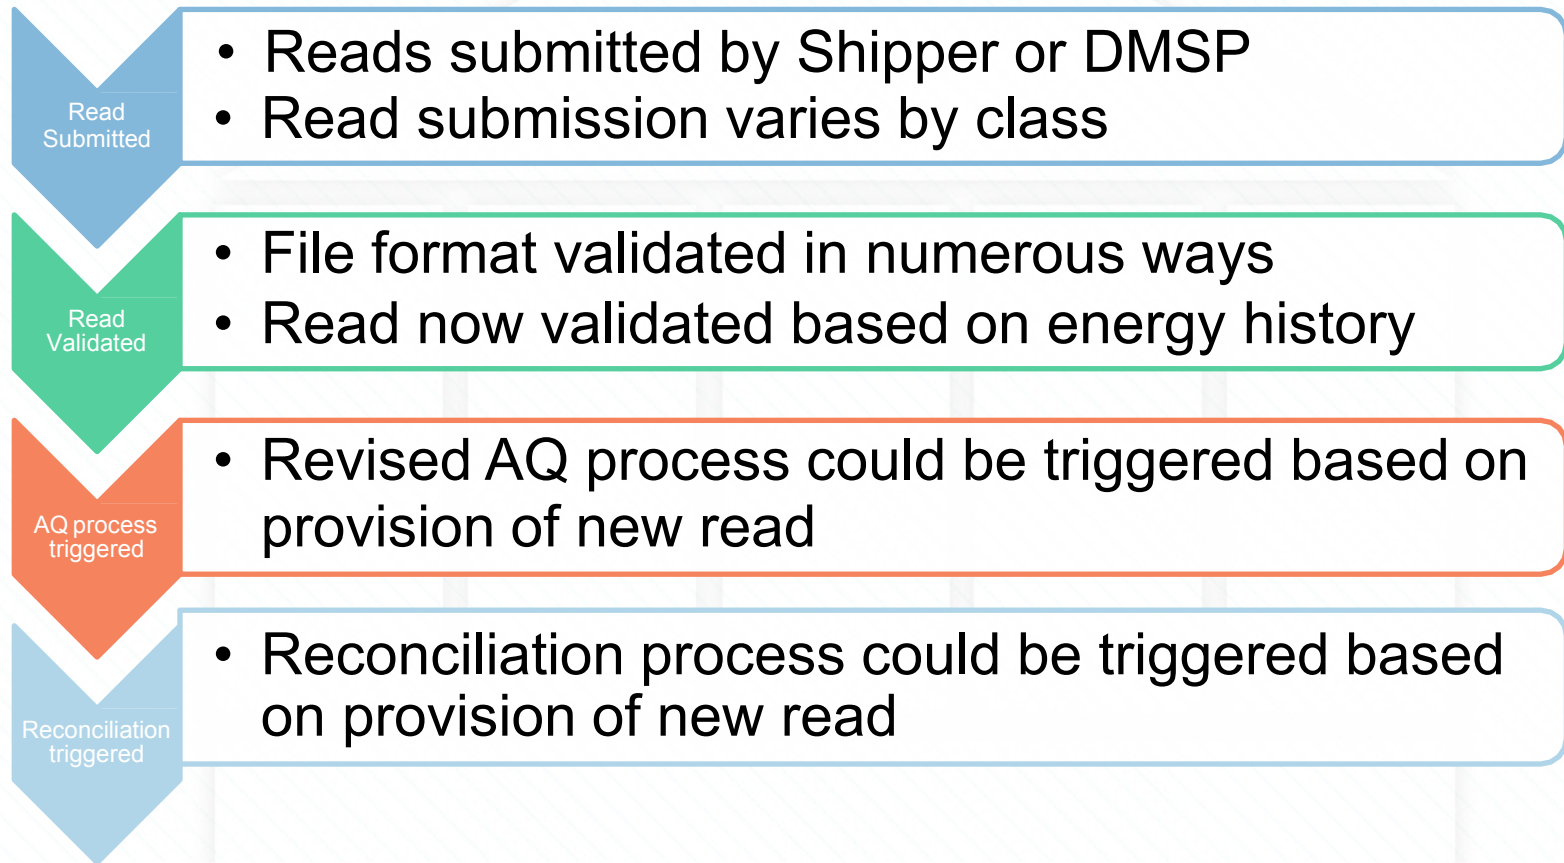 Read
Submitted
• Reads submitted by Shipper or DMSP
• Read submission varies by class
Read
Validated
• File format validated in numerous ways
• Read now validated based on energy history
AQ process
triggered
• Revised AQ process could be triggered based on
provision of new read
Reconciliation
triggered
• Reconciliation process could be triggered based
on provision of new read